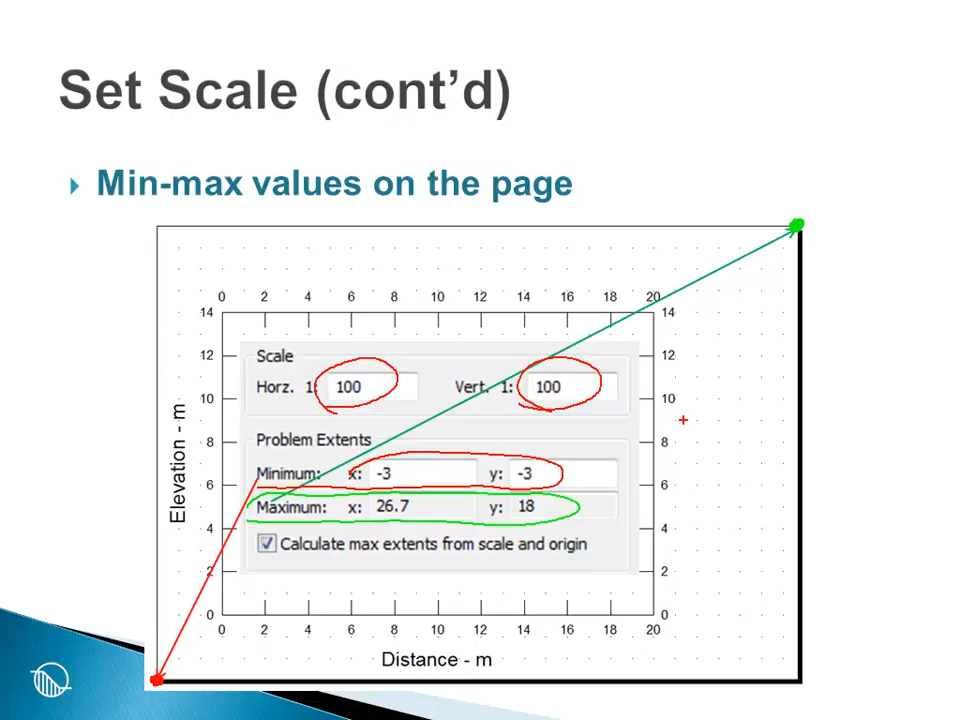 Set Scale (cont’d)
Min-max values on the page
0 2 4 6 8 10 12 14 16 18 20
14 14
12 12
10 10
8 8
6 6
4 4
2 2
0 0
Elevation - m
Scale
Horz. 1: 100 Vert. 1: 100
Problem Extents
Minimum: x: -3 y: -3
Maximum: x: 26.7 y: 18
Calculate max extents from scale and origin
0 2 4 6 8 10 12 14 16 18 20
Distance - m